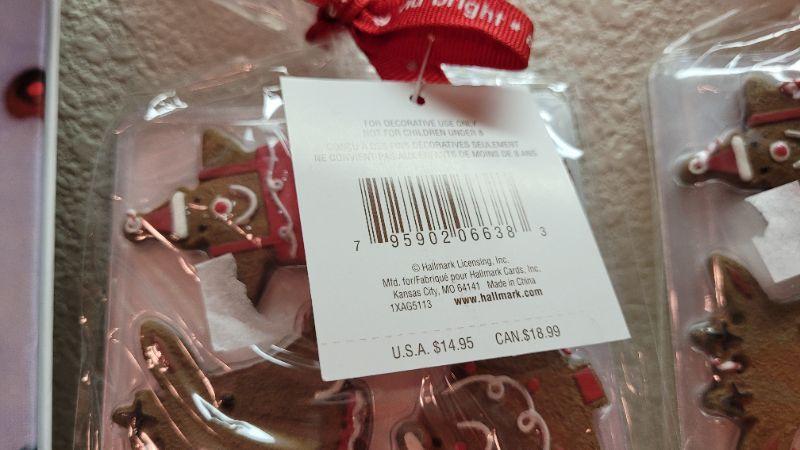 bright
FOR DECORATIVE USE ONLY
NOT FOR CHILDREN UNDER 8
CONÇU À DES FINS DÉCORATIVES SEULEMENT
NE CONVIENT PAS AUX ENFANTS DE MOINS DE 8 ANS
7 95902 06638 3
© Hallmark Licensing, Inc.
Mfd. for/Fabriqué pour Hallmark Cards, Inc.
Kansas City, MO 64141 Made in China
1XAG5113 www.hallmark.com
U.S.A. $14.95 CAN.$18.99